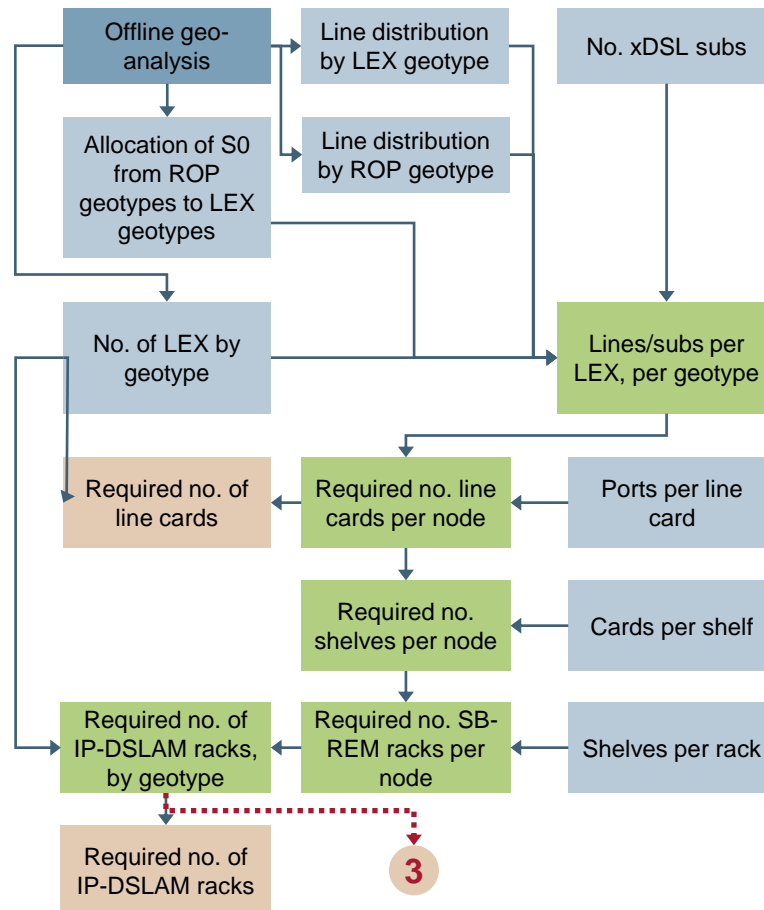 Offline geo-
analysis
Line distribution
by LEX geotype
No. xDSL subs
Allocation of S0
from ROP
geotypes to LEX
geotypes
Line distribution
by ROP geotype
No. of LEX by
geotype
Lines/subs per
LEX, per geotype
Required no. of
line cards
Required no. line
cards per node
Ports per line
card
Required no.
shelves per node
Cards per shelf
Required no. of
IP-DSLAM racks,
by geotype
Required no. SB-
REM racks per
node
Shelves per rack
Required no. of
IP-DSLAM racks
3